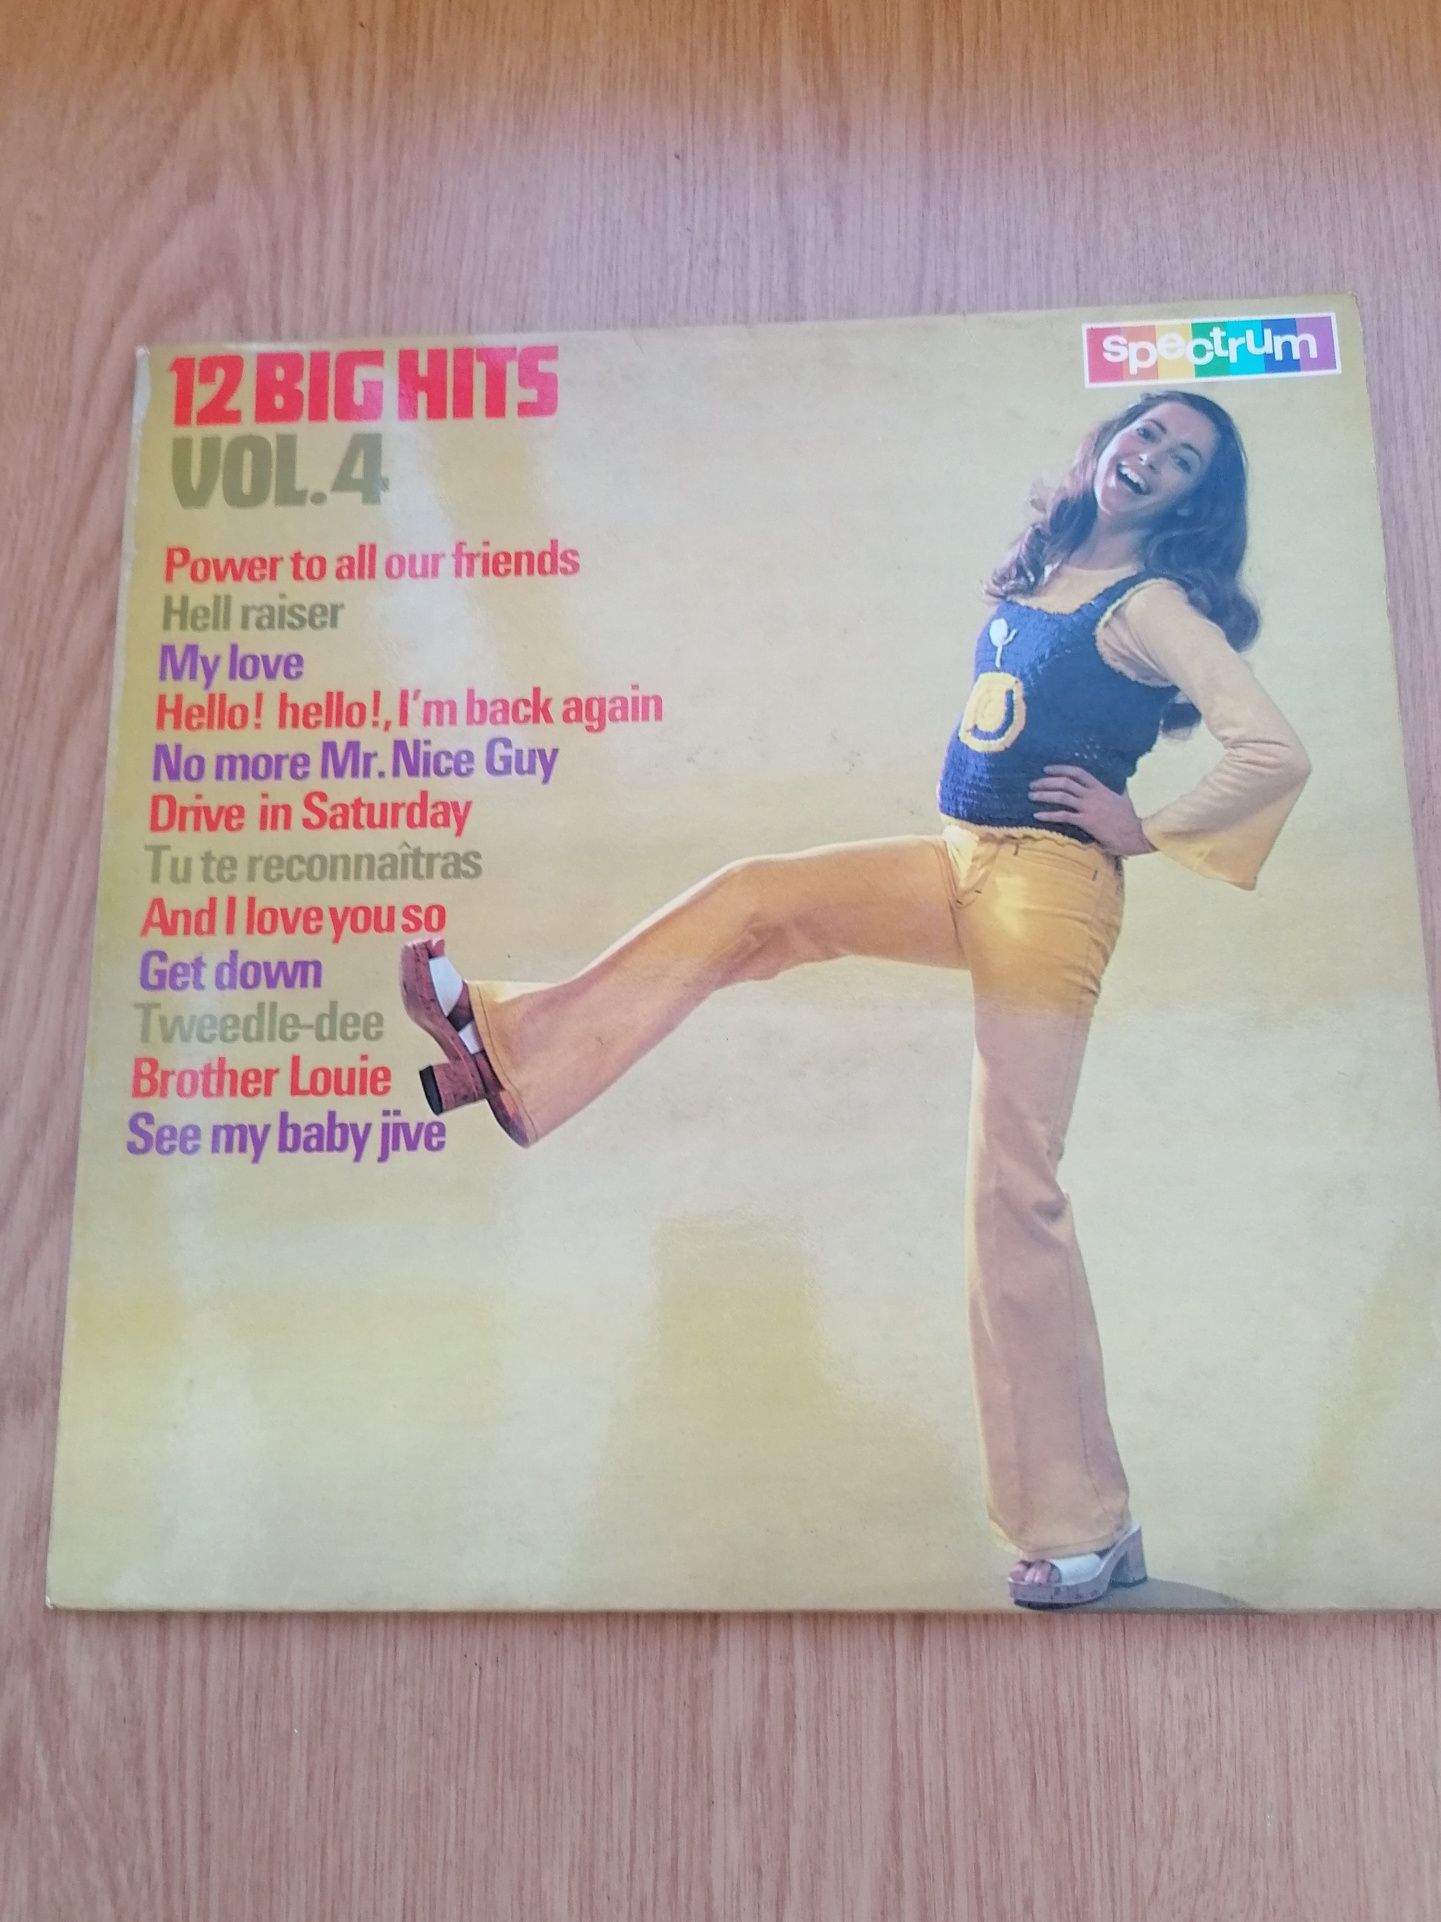 12 BIG HITS
VOL.4
spectrum
Power to all our friends
Hell raiser
My love
Hello! hello!, I'm back again
No more Mr. Nice Guy
Drive in Saturday
Tu te reconnaîtras
And I love you so
Get down
Tweedle-dee
Brother Louie
See my baby jive